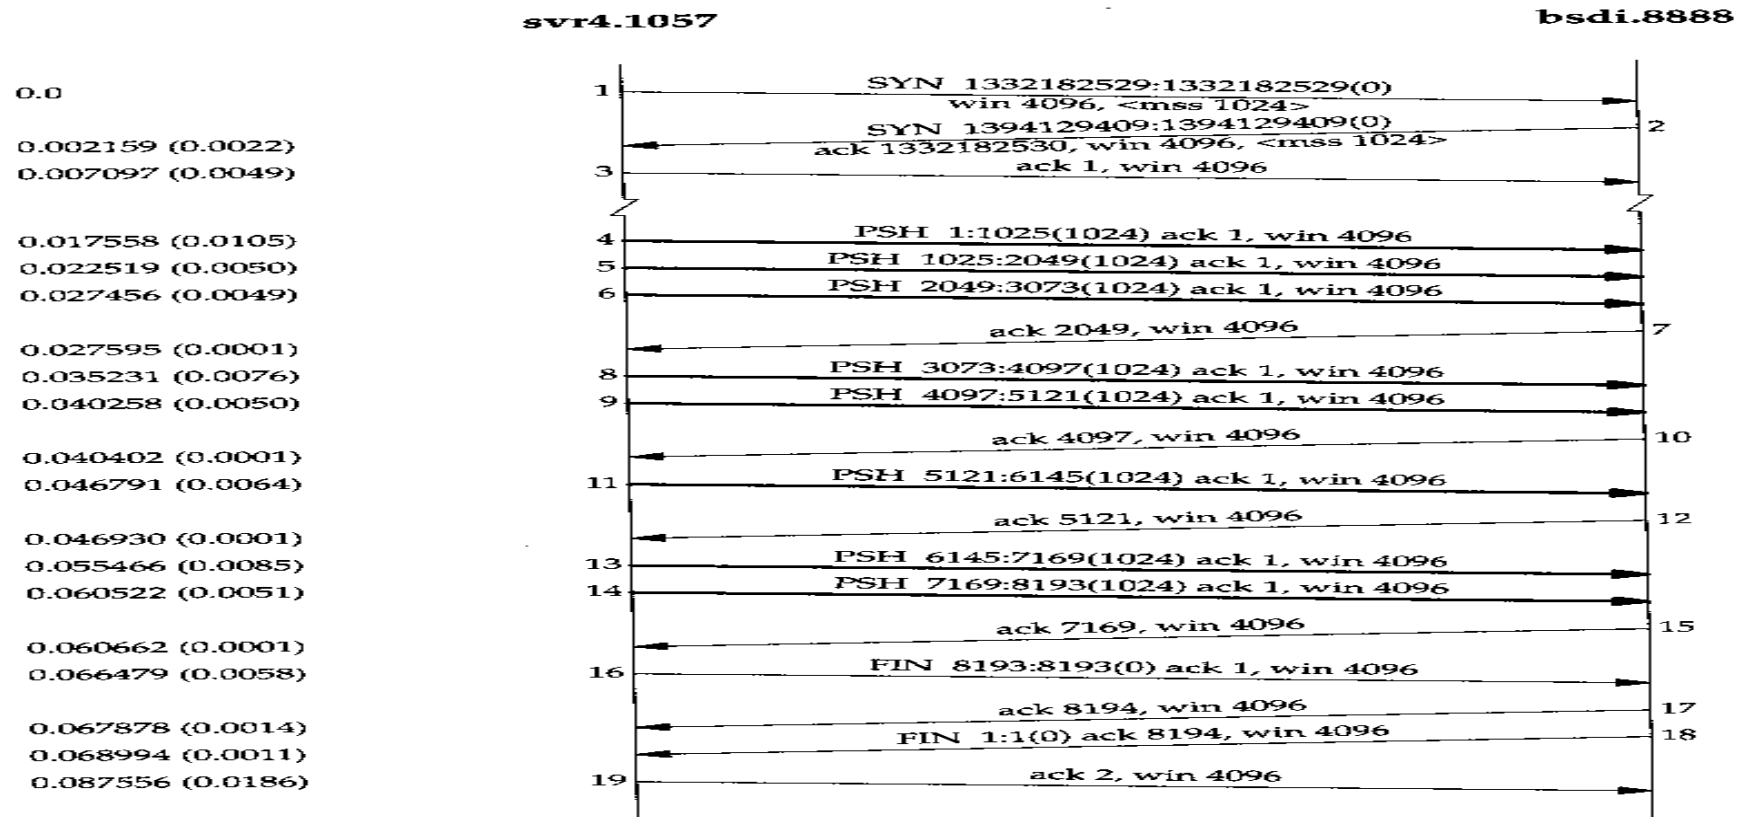 svr4.1057 bsdi.8888
0.0 1 SYN 1332182529:1332182529(0)
win 4096, <mss 1024>
SYN 1394129409:1394129409(0) 2
0.002159 (0.0022) ack 1332182530, win 4096, <mss 1024>
0.007097 (0.0049) 3 ack 1, win 4096
0.017558 (0.0105) 4 PSH 1:1025(1024) ack 1, win 4096
0.022519 (0.0050) 5 PSH 1025:2049(1024) ack 1, win 4096
0.027456 (0.0049) 6 PSH 2049:3073(1024) ack 1, win 4096
ack 2049, win 4096 7
0.027595 (0.0001)
0.035231 (0.0076) 8 PSH 3073:4097(1024) ack 1, win 4096
0.040258 (0.0050) 9 PSH 4097:5121(1024) ack 1, win 4096
ack 4097, win 4096 10
0.040402 (0.0001)
0.046791 (0.0064) 11 PSH 5121:6145(1024) ack 1, win 4096
ack 5121, win 4096 12
0.046930 (0.0001)
0.055466 (0.0085) 13 PSH 6145:7169(1024) ack 1, win 4096
0.060522 (0.0051) 14 PSH 7169:8193(1024) ack 1, win 4096
ack 7169, win 4096 15
0.060662 (0.0001)
0.066479 (0.0058) 16 FIN 8193:8193(0) ack 1, win 4096
ack 8194, win 4096 17
0.067878 (0.0014)
FIN 1:1(0) ack 8194, win 4096 18
0.068994 (0.0011)
0.087556 (0.0186) 19 ack 2, win 4096